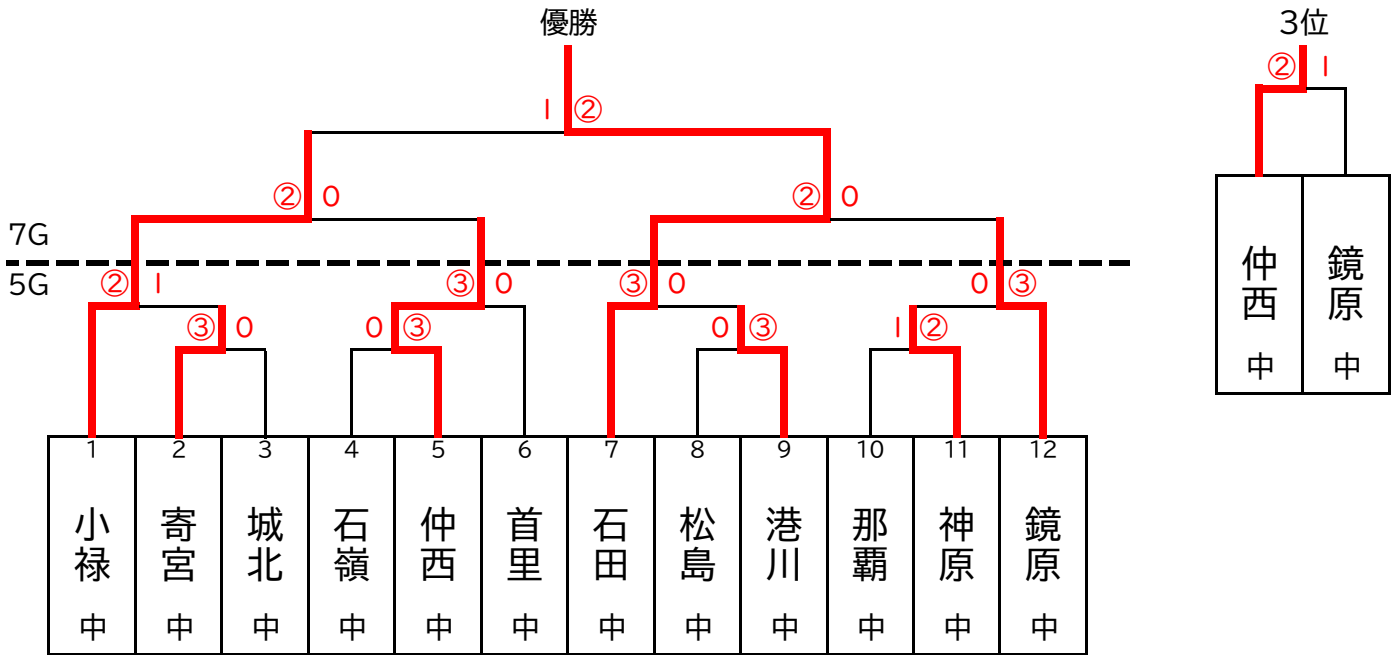 優勝
3位
② 1
1 ②
② 0
② 0
7G
5G
② 1
③ 0
③ 0
0 ③
③ 0
0 ③
0 ③
1 ②
1
2
3
4
5
6
7
8
9
10
11
12
小禄中
寄宮中
城北中
石嶺中
仲西中
首里中
石田中
松島中
港川中
那覇中
神原中
鏡原中
仲西中
鏡原中